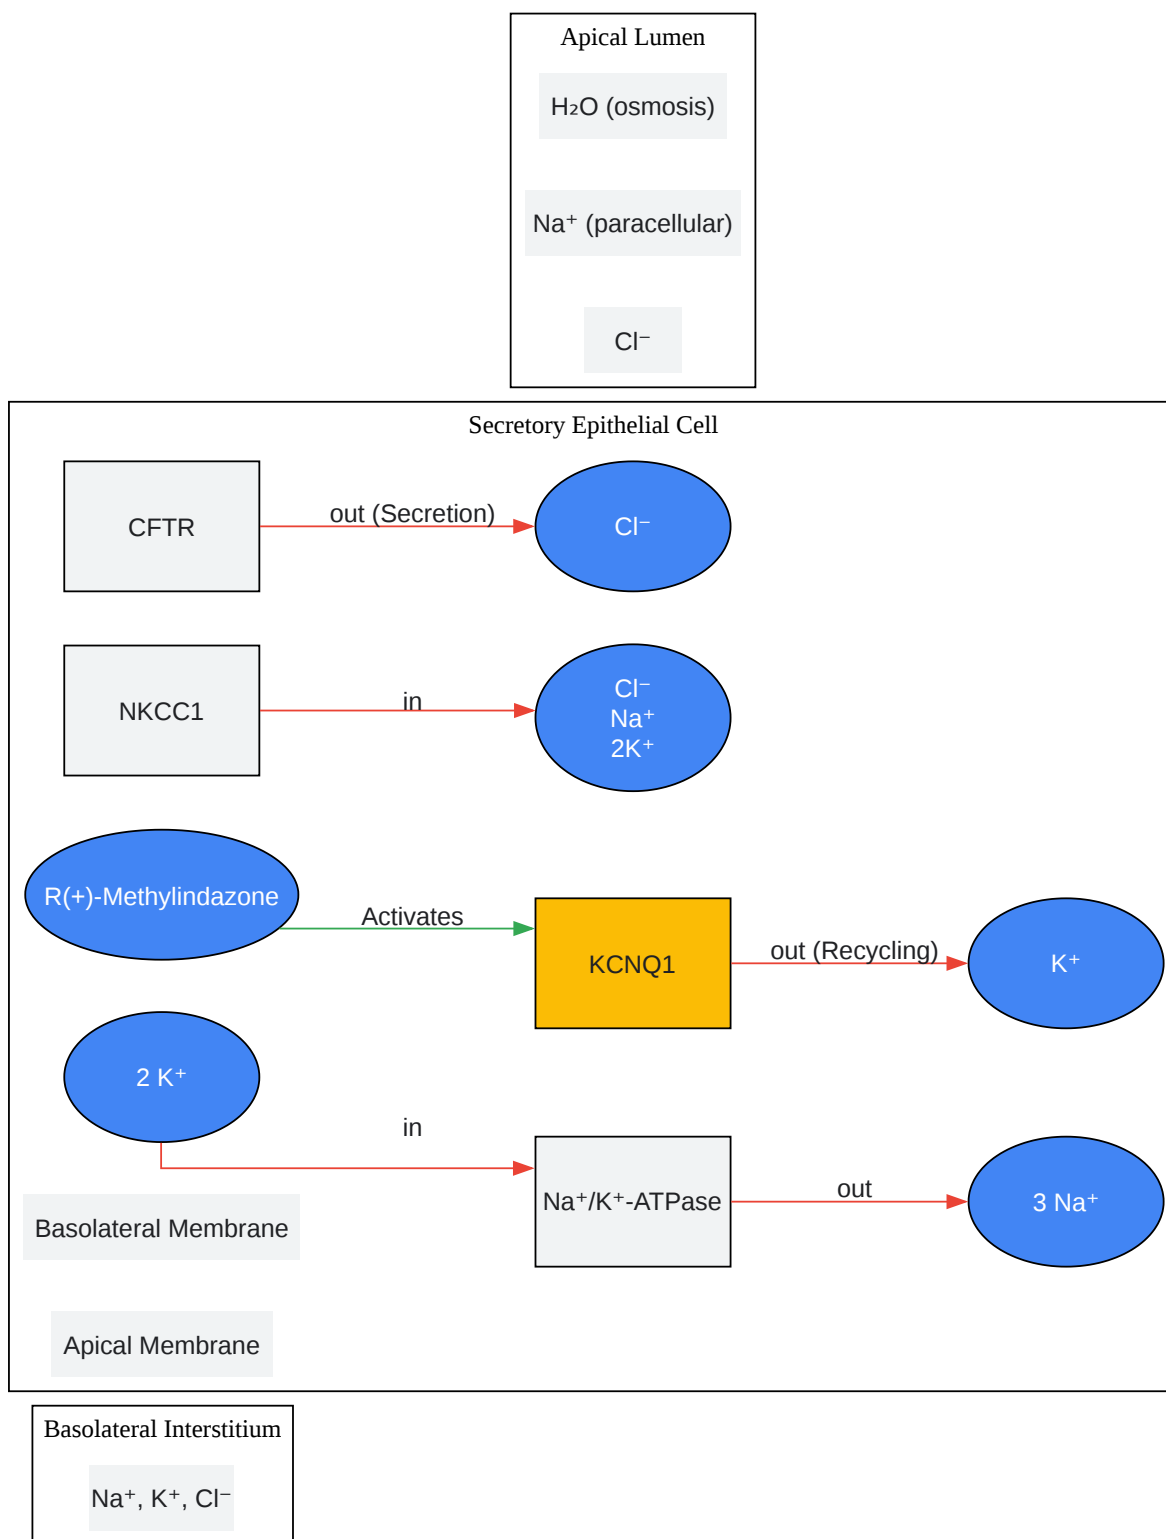 Apical Lumen
H₂O (osmosis)
Na⁺ (paracellular)
Cl⁻
Secretory Epithelial Cell
CFTR
out (Secretion)
Cl⁻
NKCC1
in
Cl⁻
Na⁺
2K⁺
R(+)-Methylindazone
Activates
KCNQ1
out (Recycling)
K⁺
2 K⁺
in
Na⁺/K⁺-ATPase
out
3 Na⁺
Basolateral Membrane
Apical Membrane
Basolateral Interstitium
Na⁺, K⁺, Cl⁻